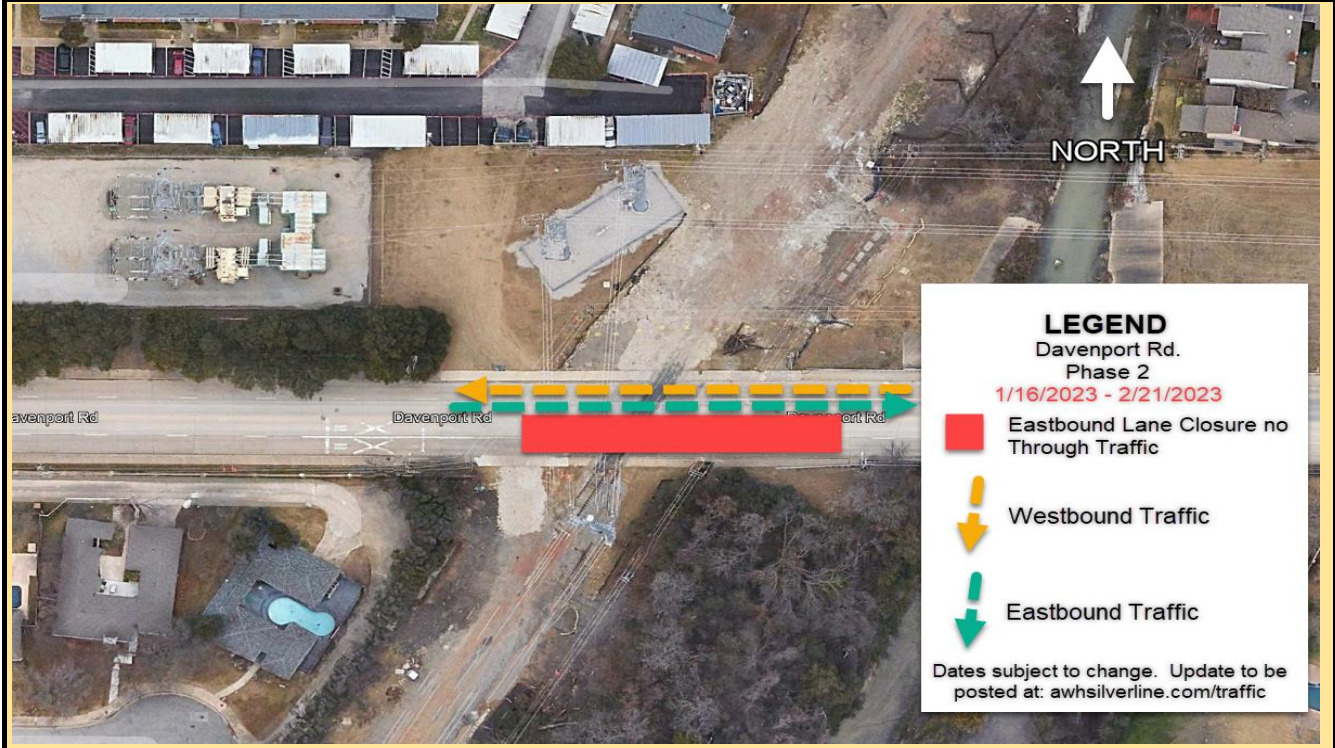 NORTH
avenport Rd
Davenport Rd
Davenport Rd
LEGEND
Davenport Rd.
Phase 2
1/16/2023 - 2/21/2023
Eastbound Lane Closure no
Through Traffic
Westbound Traffic
Eastbound Traffic
Dates subject to change. Update to be
posted at: awhsilverline.com/traffic